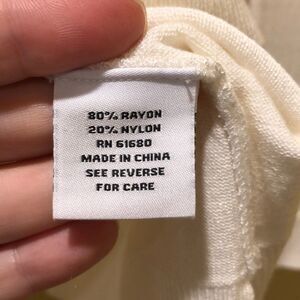 80% RAYON
20% NYLON
RN 61680
MADE IN CHINA
SEE REVERSE
FOR CARE